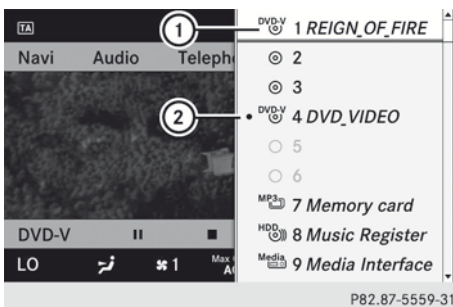 TA
Navi Audio Teleph
1
DVD-V 1 REIGN_OF_FIRE
2
3
2
DVD-V 4 DVD_VIDEO
5
6
MP3 7 Memory card
HDD 8 Music Register
Media 9 Media Interface
DVD-V
LO 1 Max A
P82.87-5559-31